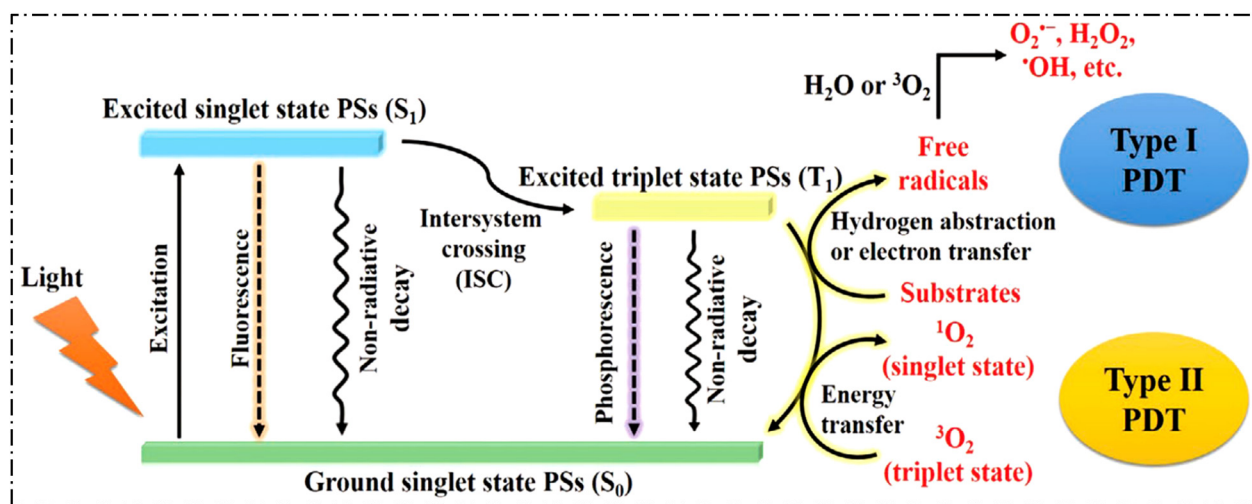 O₂•⁻, H₂O₂,
•OH, etc.
H₂O or ³O₂
Excited singlet state PSs (S₁)
Free
radicals
Type I
PDT
Excited triplet state PSs (T₁)
Intersystem
crossing
(ISC)
Hydrogen abstraction
or electron transfer
Light
Excitation
Fluorescence
Non-radiative
decay
Phosphorescence
Non-radiative
decay
Substrates
¹O₂
(singlet state)
Energy
transfer
³O₂
(triplet state)
Type II
PDT
Ground singlet state PSs (S₀)